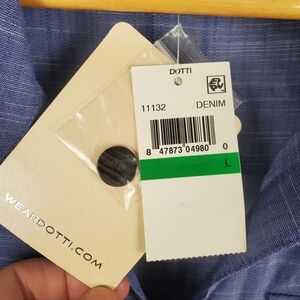 DOTTI
11132 DENIM
8 47873 04980 0
L
WEARDOTTI.COM